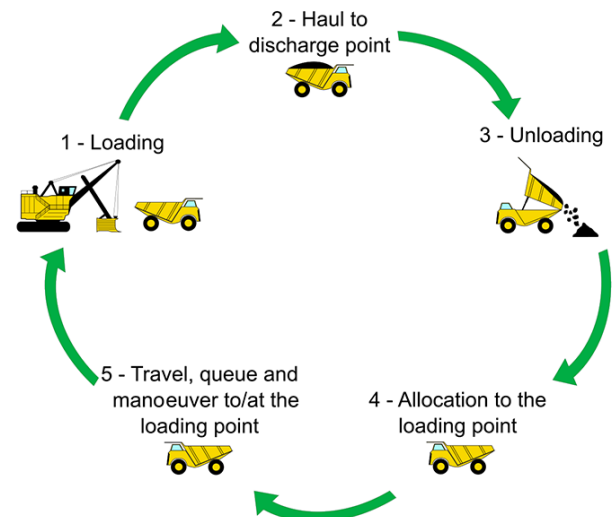 2 - Haul to
discharge point
1 - Loading
3 - Unloading
5 - Travel, queue and
manoeuver to/at the
loading point
4 - Allocation to the
loading point